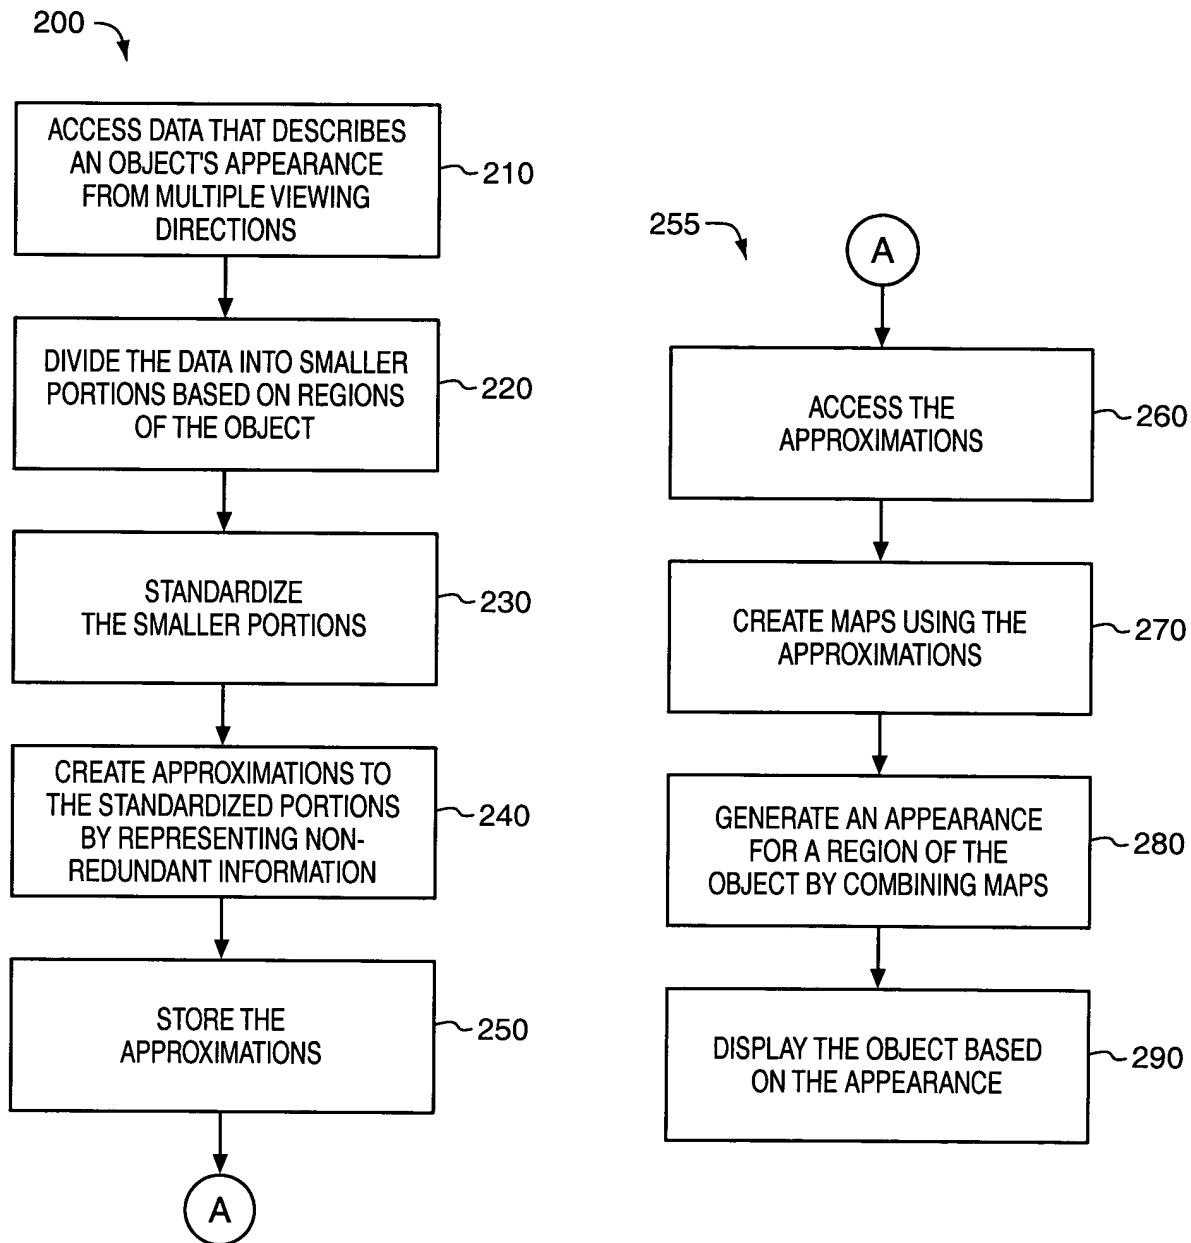 200
ACCESS DATA THAT DESCRIBES
AN OBJECT'S APPEARANCE
FROM MULTIPLE VIEWING
DIRECTIONS
210
DIVIDE THE DATA INTO SMALLER
PORTIONS BASED ON REGIONS
OF THE OBJECT
220
STANDARDIZE
THE SMALLER PORTIONS
230
CREATE APPROXIMATIONS TO
THE STANDARDIZED PORTIONS
BY REPRESENTING NON-
REDUNDANT INFORMATION
240
STORE THE
APPROXIMATIONS
250
A
255
A
ACCESS THE
APPROXIMATIONS
260
CREATE MAPS USING THE
APPROXIMATIONS
270
GENERATE AN APPEARANCE
FOR A REGION OF THE
OBJECT BY COMBINING MAPS
280
DISPLAY THE OBJECT BASED
ON THE APPEARANCE
290